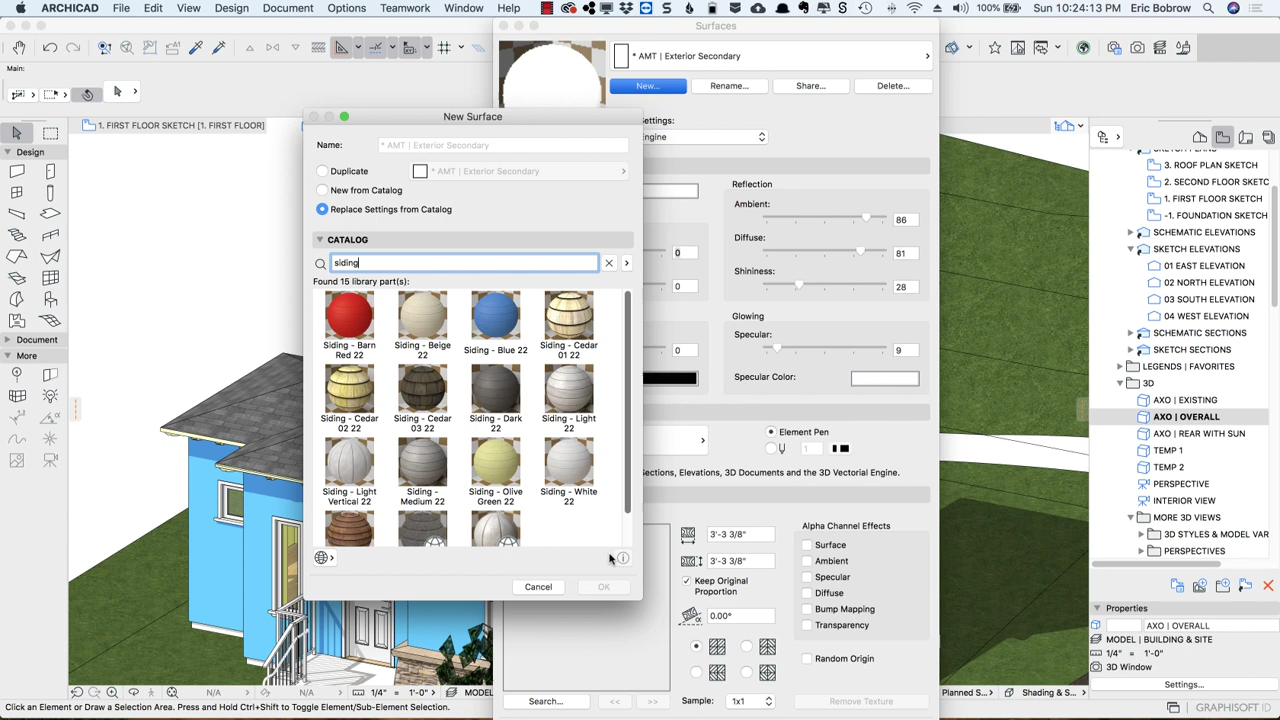 ARCHICAD File Edit View Design Document Options Teamwork Window Help 100% Sun 10:24:13 PM Eric Bobrow
Surfaces
* AMT | Exterior Secondary
New... Rename... Share... Delete...
Settings:
Main:
Engine
New Surface
1. FIRST FLOOR SKETCH [1. FIRST FLOOR]
Name: * AMT | Exterior Secondary
Duplicate * AMT | Exterior Secondary
New from Catalog
Replace Settings from Catalog
CATALOG
siding
Found 15 library part(s):
Siding - Barn Red 22
Siding - Beige 22
Siding - Blue 22
Siding - Cedar 01 22
Siding - Cedar 02 22
Siding - Cedar 03 22
Siding - Dark 22
Siding - Light 22
Siding - Light Vertical 22
Siding - Medium 22
Siding - Olive Green 22
Siding - White 22
Cancel OK
Design
Document
More
Reflection
Ambient:
86
Diffuse:
0 81
Shininess:
0 28
Glowing
Specular:
0 9
Specular Color:
Element Pen
1
Sections, Elevations, 3D Documents and the 3D Vectorial Engine.
Alpha Channel Effects
3'-3 3/8"
Surface
3'-3 3/8"
Ambient
Keep Original Proportion
Specular
Diffuse
Bump Mapping
0.00°
Transparency
Random Origin
Search... << >> Sample: 1x1 Remove Texture
3. ROOF PLAN SKETCH
2. SECOND FLOOR SKETC
1. FIRST FLOOR SKETCH
-1. FOUNDATION SKETCH
SCHEMATIC ELEVATIONS
SKETCH ELEVATIONS
01 EAST ELEVATION
02 NORTH ELEVATION
03 SOUTH ELEVATION
04 WEST ELEVATION
SCHEMATIC SECTIONS
SKETCH SECTIONS
LEGENDS | FAVORITES
3D
AXO | EXISTING
AXO | OVERALL
AXO | REAR WITH SUN
TEMP 1
TEMP 2
PERSPECTIVE
INTERIOR VIEW
MORE 3D VIEWS
3D STYLES & MODEL VAR
PERSPECTIVES
Properties
AXO | OVERALL
MODEL | BUILDING & SITE
1/4" = 1'-0"
3D Window
Settings...
N/A N/A 1/4" = 1'-0" MODEL Planned S... Shading & S...
Click an Element or Draw a Selection Area. Press and Hold Ctrl+Shift to Toggle Element/Sub-Element Selection.
GRAPHISOFT ID